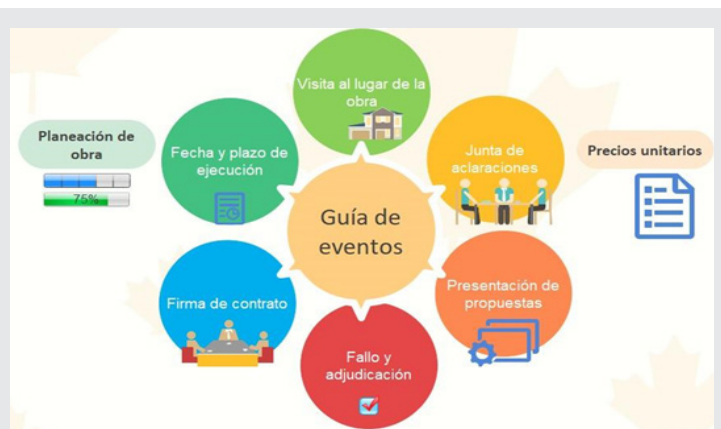 Visita al lugar de la
obra
Planeación de
obra
75%
Fecha y plazo de
ejecución
Junta de
aclaraciones
Precios unitarios
Guía de
eventos
Firma de contrato
Presentación de
propuestas
Fallo y
adjudicación